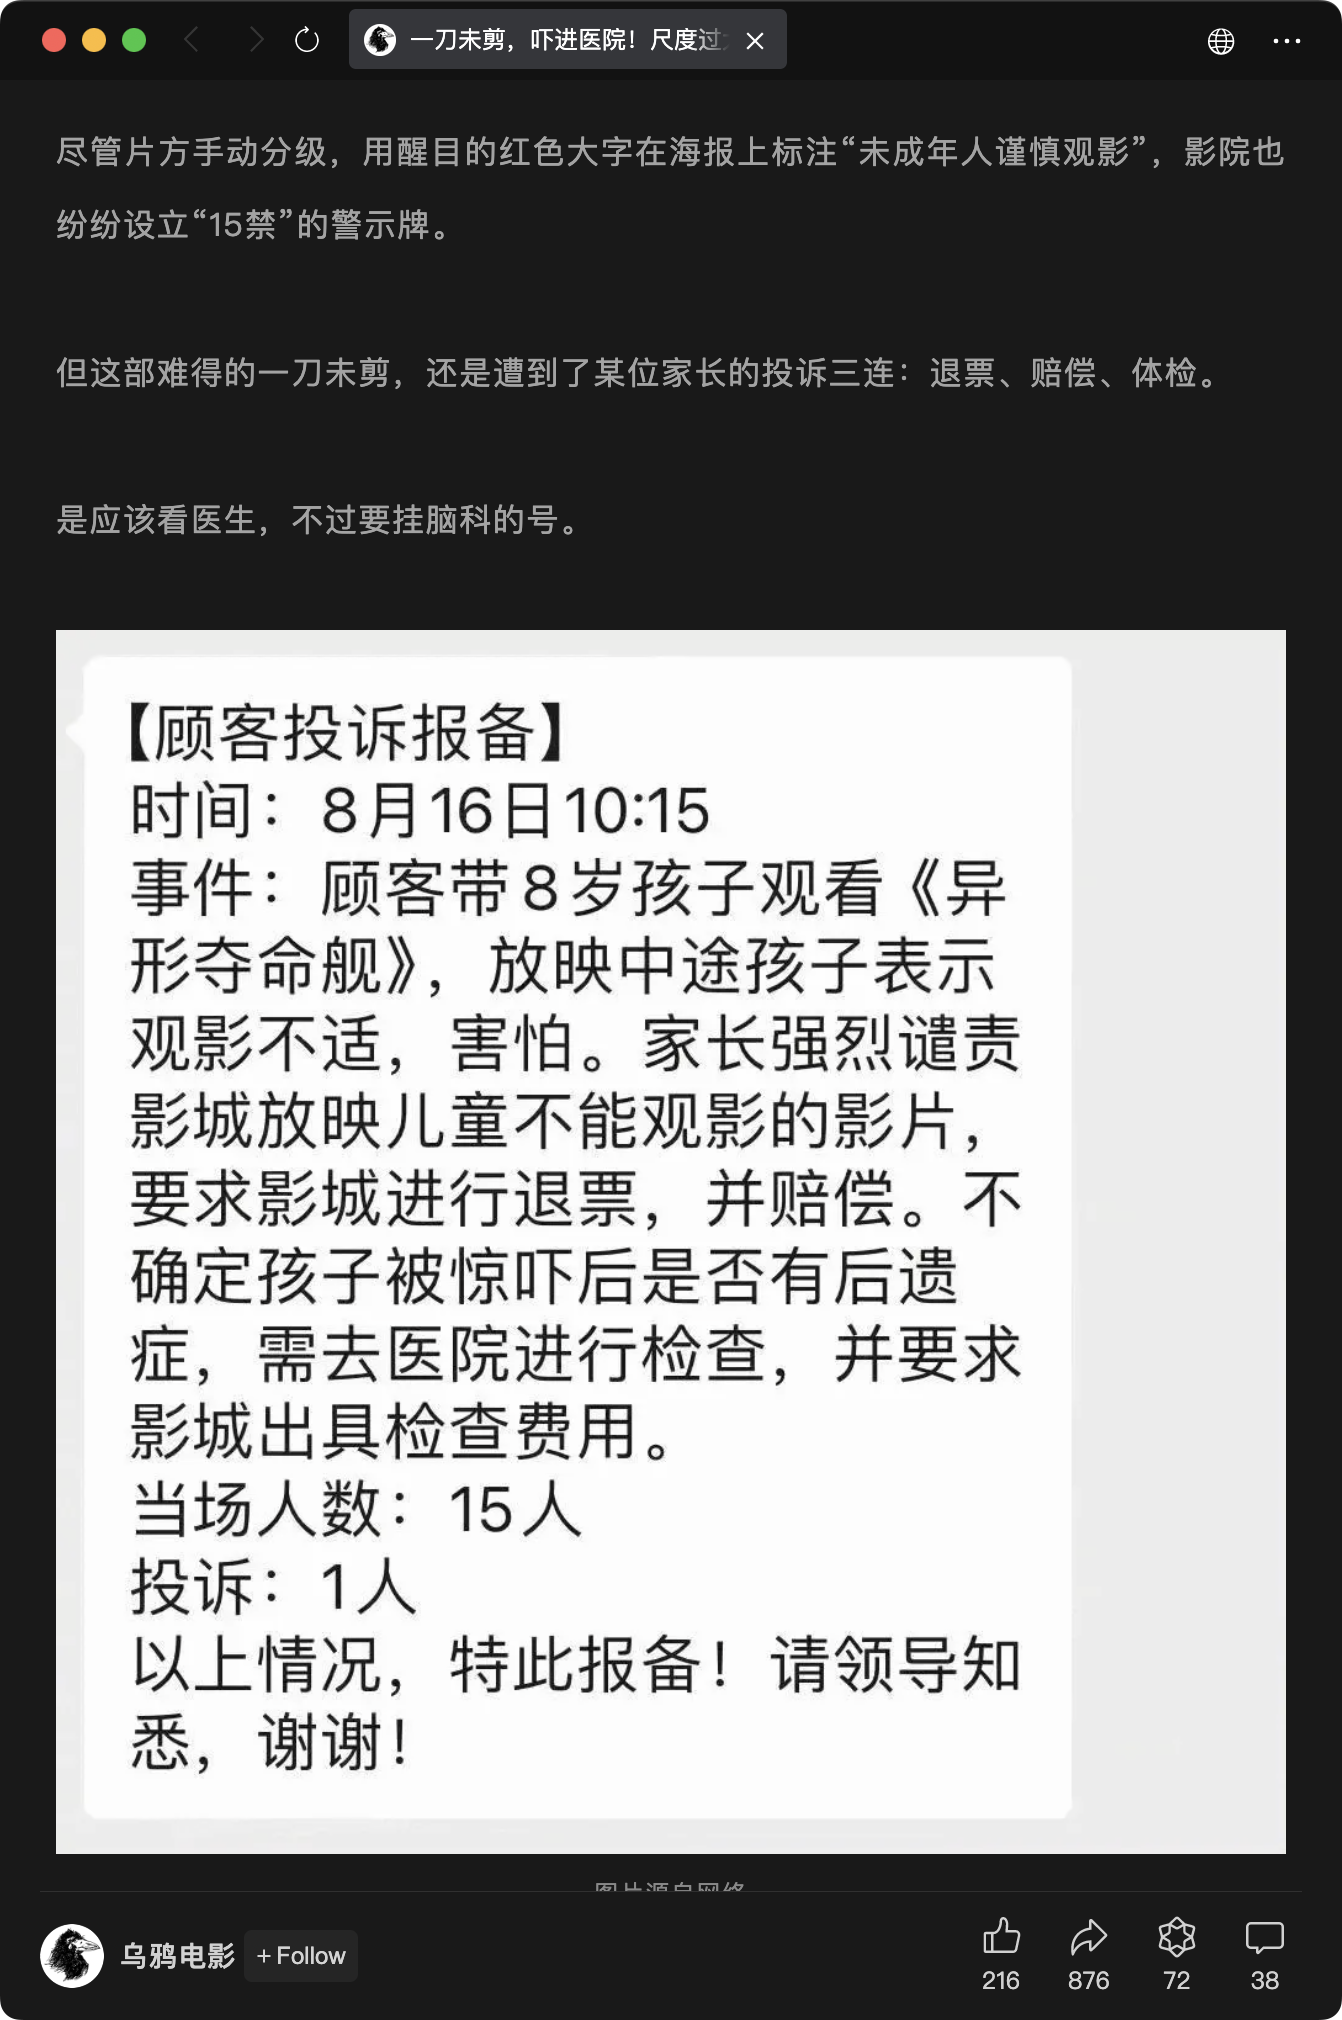 一刀未剪，吓进医院！尺度过
尽管片方手动分级，用醒目的红色大字在海报上标注“未成年人谨慎观影”，影院也
纷纷设立“15禁”的警示牌。
但这部难得的一刀未剪，还是遭到了某位家长的投诉三连：退票、赔偿、体检。
是应该看医生，不过要挂脑科的号。
【顾客投诉报备】
时间：8月16日10:15
事件：顾客带8岁孩子观看《异
形夺命舰》，放映中途孩子表示
观影不适，害怕。家长强烈谴责
影城放映儿童不能观影的影片，
要求影城进行退票，并赔偿。不
确定孩子被惊吓后是否有后遗
症，需去医院进行检查，并要求
影城出具检查费用。
当场人数：15人
投诉：1人
以上情况，特此报备！请领导知
悉，谢谢！
图片源自网络
乌鸦电影 + Follow
216 876 72 38